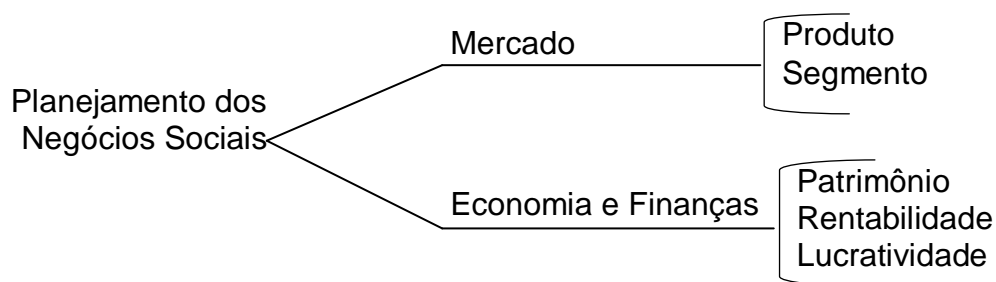 Mercado
Produto
Segmento
Planejamento dos
Negócios Sociais
Economia e Finanças
Patrimônio
Rentabilidade
Lucratividade